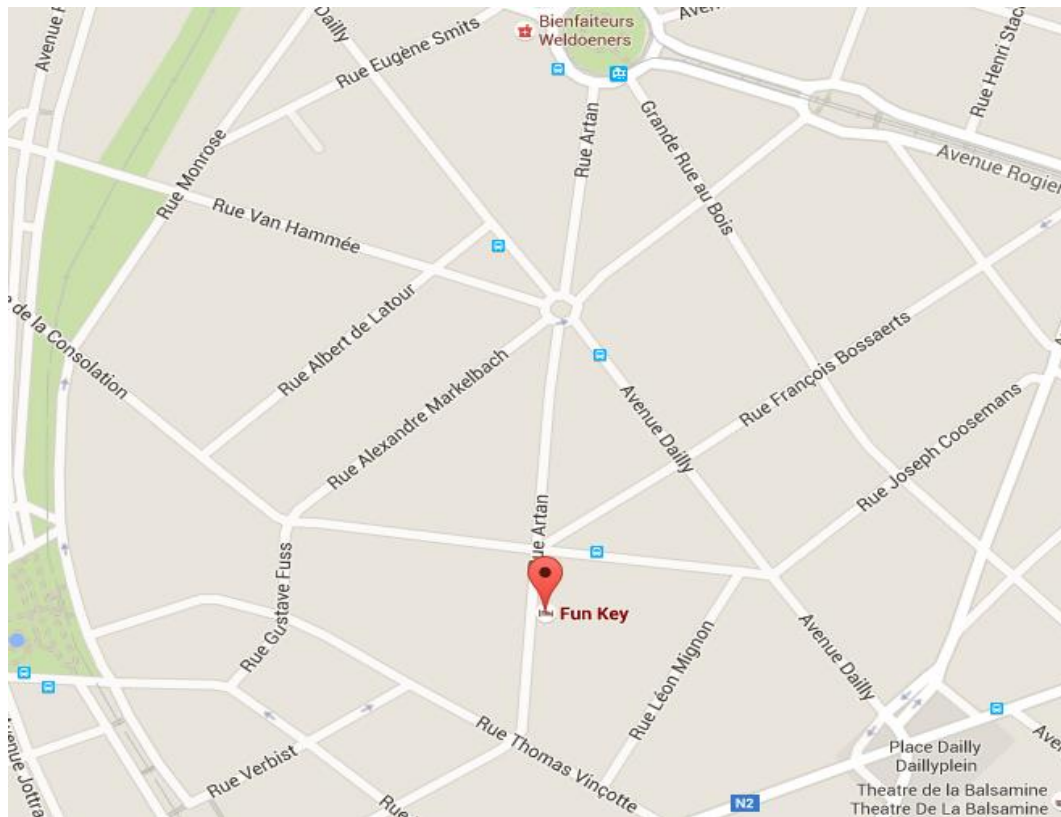 Avenue
Dailly
Bienfaiteurs
Weldoeners
Rue Eugène Smits
Rue Henri Stac
Rue Artan
Grande Rue au Bois
Avenue Rogier
Rue Monrose
Rue Van Hammée
Rue Albert de Latour
Rue Alexandre Markelbach
de la Consolation
Avenue Dailly
Rue François Bossaerts
Rue Joseph Coosemans
Rue Artan
Rue Gustave Fuss
Fun Key
Rue Léon Mignon
Avenue Dailly
Rue Verbist
Rue Thomas Vinçotte
Avenue Jottra
Place Dailly
Daillyplein
Theatre de la Balsamine
Theatre De La Balsamine
N2
Rue